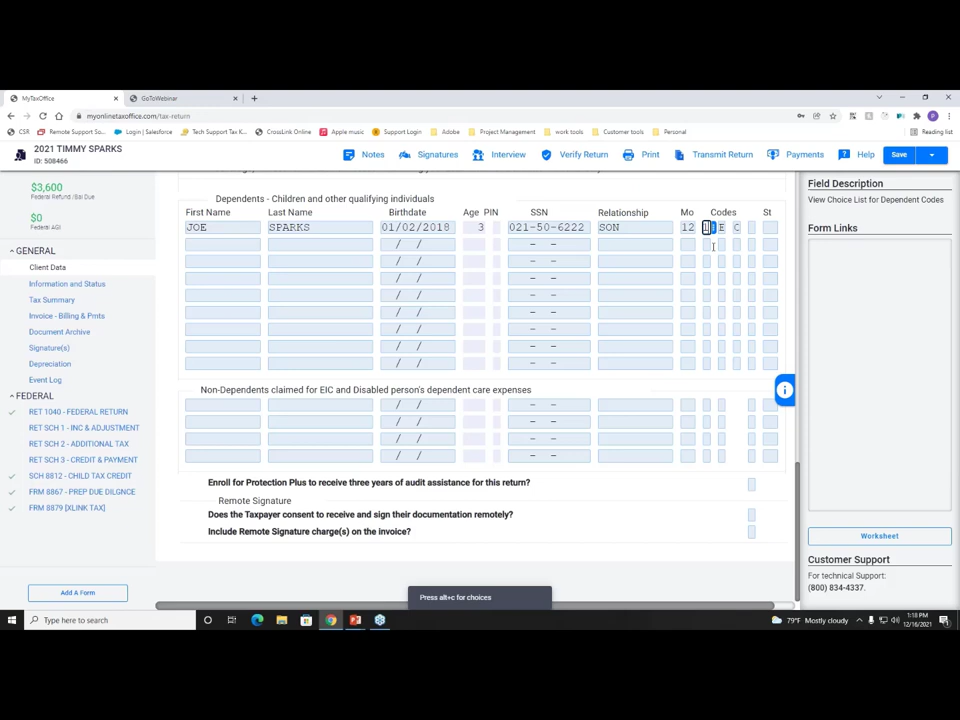 MyTaxOffice
GoToWebinar
myonlinetaxoffice.com/tax-return
CSR
Remote Support So...
Login | Salesforce
Tech Support Tax K...
CrossLink Online
Apple music
Support Login
Adobe
Project Management
work tools
Customer tools
Personal
Reading list
2021 TIMMY SPARKS
ID: 508466
Notes
Signatures
Interview
Verify Return
Print
Transmit Return
Payments
Help
Save
$3,600
Federal Refund /Bal Due
$0
Federal AGI
GENERAL
Client Data
Information and Status
Tax Summary
Invoice - Billing & Pmts
Document Archive
Signature(s)
Depreciation
Event Log
FEDERAL
RET 1040 - FEDERAL RETURN
RET SCH 1 - INC & ADJUSTMENT
RET SCH 2 - ADDITIONAL TAX
RET SCH 3 - CREDIT & PAYMENT
SCH 8812 - CHILD TAX CREDIT
FRM 8867 - PREP DUE DILGNCE
FRM 8879 [XLINK TAX]
Add A Form
Dependents - Children and other qualifying individuals
First Name Last Name Birthdate Age PIN SSN Relationship Mo Codes St
JOE SPARKS 01/02/2018 3 021-50-6222 SON 12 1 E C
/ / - -
/ / - -
/ / - -
/ / - -
/ / - -
/ / - -
/ / - -
/ / - -
Non-Dependents claimed for EIC and Disabled person's dependent care expenses
/ / - -
/ / - -
/ / - -
/ / - -
Enroll for Protection Plus to receive three years of audit assistance for this return?
Remote Signature
Does the Taxpayer consent to receive and sign their documentation remotely?
Include Remote Signature charge(s) on the invoice?
Press alt+c for choices
Field Description
View Choice List for Dependent Codes
Form Links
Worksheet
Customer Support
For technical Support:
(800) 834-4337.
Type here to search
79°F Mostly cloudy
1:18 PM
12/16/2021